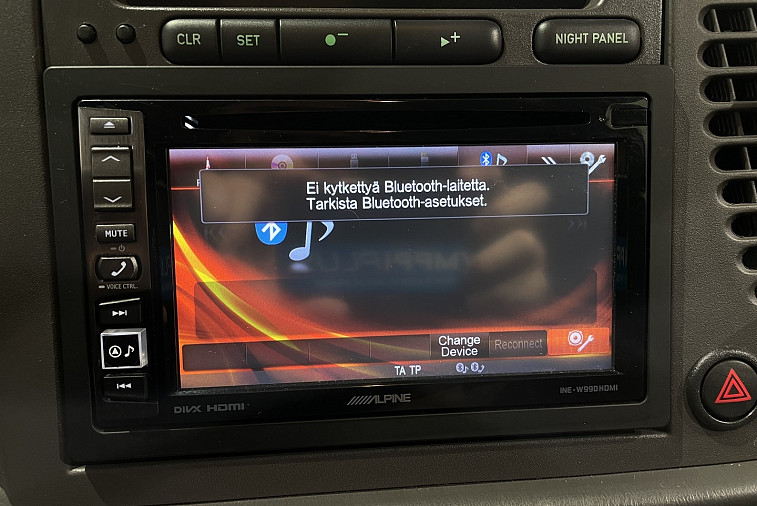 CLR
SET
NIGHT PANEL
Ei kytkettyä Bluetooth-laitetta.
Tarkista Bluetooth-asetukset.
MUTE
VOICE CTRL.
Change
Device
Reconnect
TA TP
DIVX HDMI
ALPINE
INE-W990HDMI